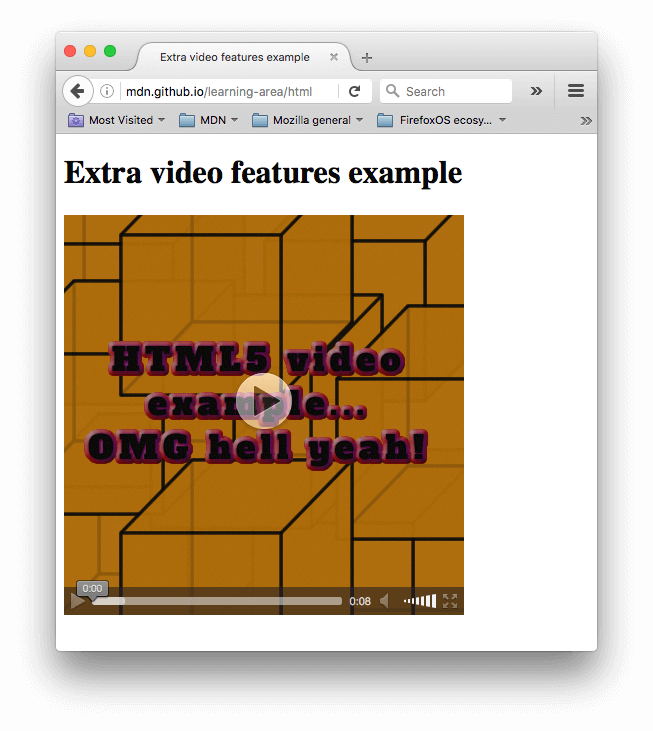 Extra video features example
mdn.github.io/learning-area/html
Search
Most Visited
MDN
Mozilla general
FirefoxOS ecosy...
Extra video features example
HTML5 video
example...
OMG hell yeah!
0:00
0:08